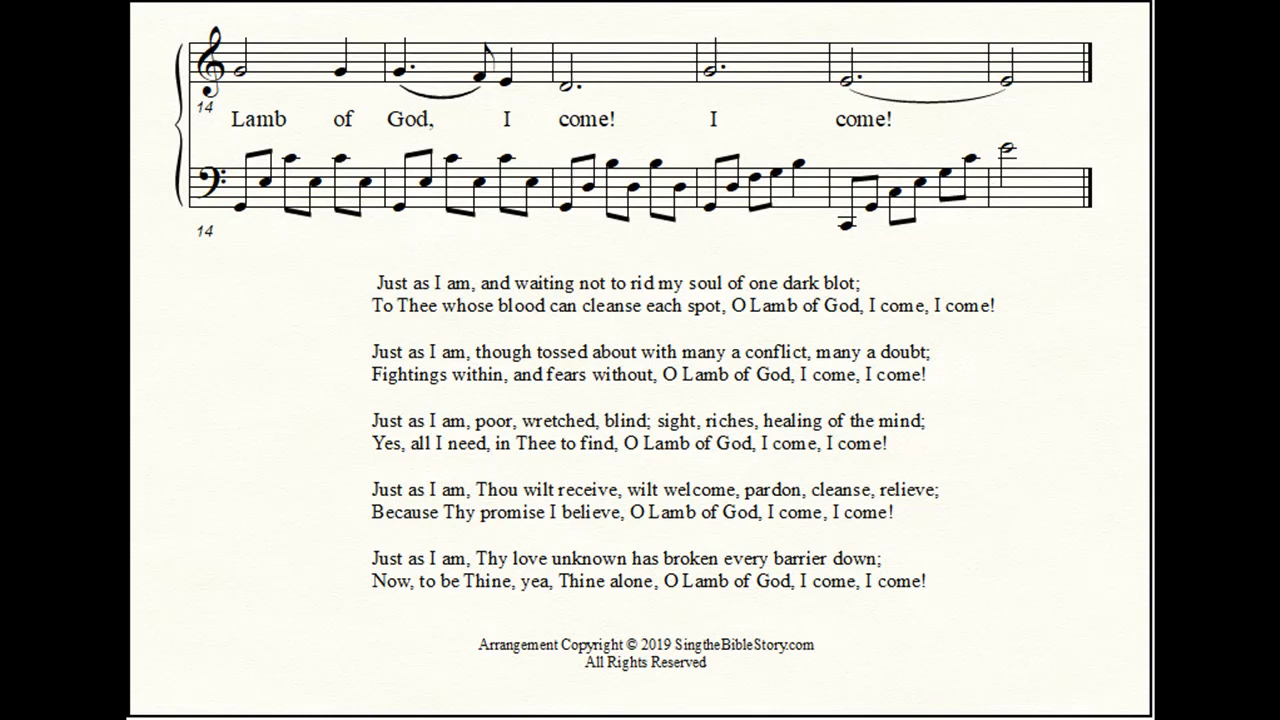 14
Lamb of God, I come! I come!
14
Just as I am, and waiting not to rid my soul of one dark blot;
To Thee whose blood can cleanse each spot, O Lamb of God, I come, I come!
Just as I am, though tossed about with many a conflict, many a doubt;
Fightings within, and fears without, O Lamb of God, I come, I come!
Just as I am, poor, wretched, blind; sight, riches, healing of the mind;
Yes, all I need, in Thee to find, O Lamb of God, I come, I come!
Just as I am, Thou wilt receive, wilt welcome, pardon, cleanse, relieve;
Because Thy promise I believe, O Lamb of God, I come, I come!
Just as I am, Thy love unknown has broken every barrier down;
Now, to be Thine, yea, Thine alone, O Lamb of God, I come, I come!
Arrangement Copyright © 2019 SingtheBibleStory.com
All Rights Reserved